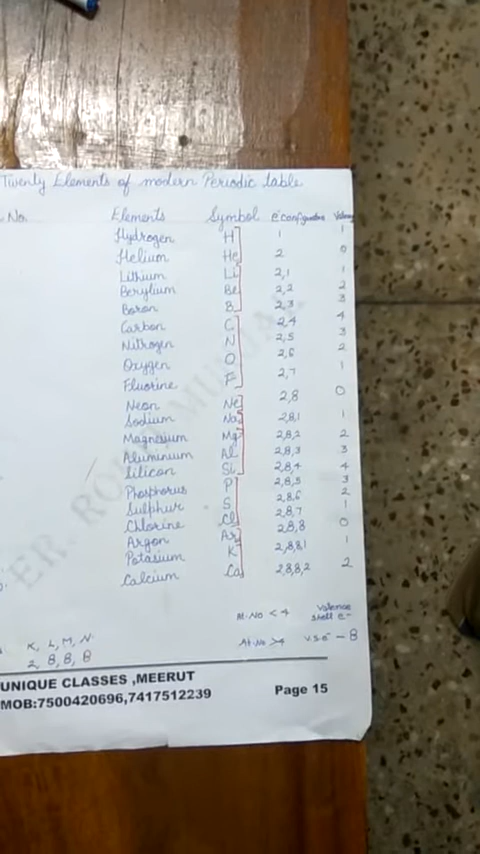 Twenty Elements of modern Periodic table
No. Elements Symbol e⁻configuration Valency
Hydrogen H 1 1
Helium He 2 0
Lithium Li 2,1 1
Berylium Be 2,2 2
Boron B 2,3 3
Carbon C 2,4 4
Nitrogen N 2,5 3
Oxygen O 2,6 2
Fluorine F 2,7 1
Neon Ne 2,8 0
Sodium Na 2,8,1 1
Magnesium Mg 2,8,2 2
Aluminium Al 2,8,3 3
Silicon Si 2,8,4 4
Phosphorus P 2,8,5 3
Sulphur S 2,8,6 2
Chlorine Cl 2,8,7 1
Argon Ar 2,8,8 0
Potasium K 2,8,8,1 1
Calcium Ca 2,8,8,2 2
At.No < 4 Valence shell e⁻
At.No >4 V.S.e⁻ - 8
K, L, M, N
2, 8, 8, 8
UNIQUE CLASSES ,MEERUT
MOB:7500420696,7417512239
Page 15